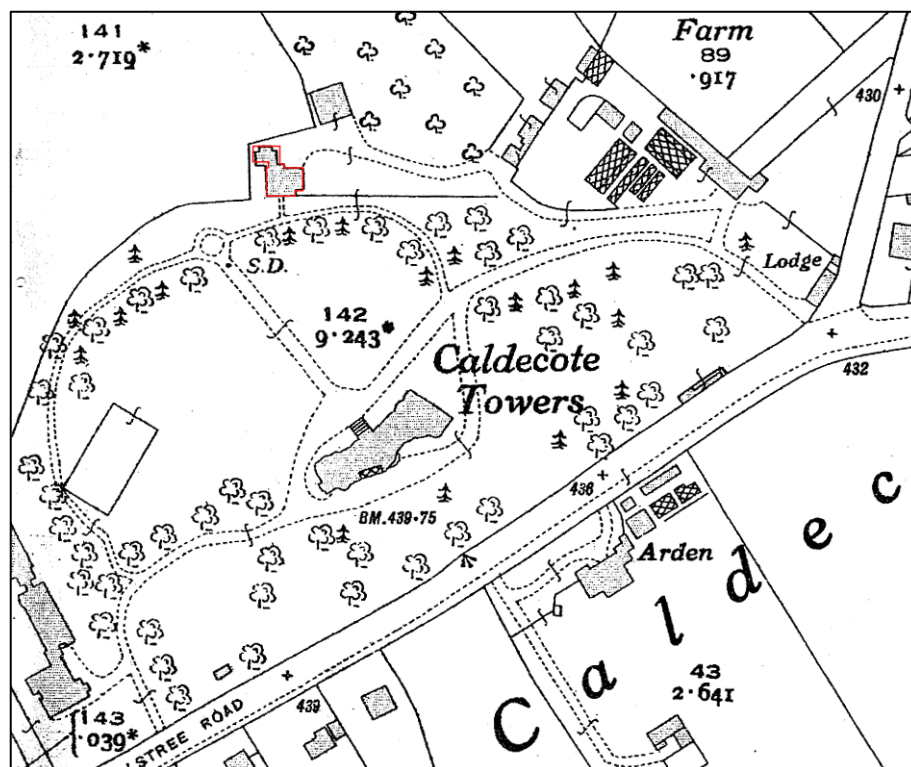 141
2.719*
Farm
89
.917
430
S.D.
Lodge
142
9.243*
Caldecote
Towers
432
436
BM.439.75
Arden
Caldec
43
2.641
143
.039*
STREE ROAD
439